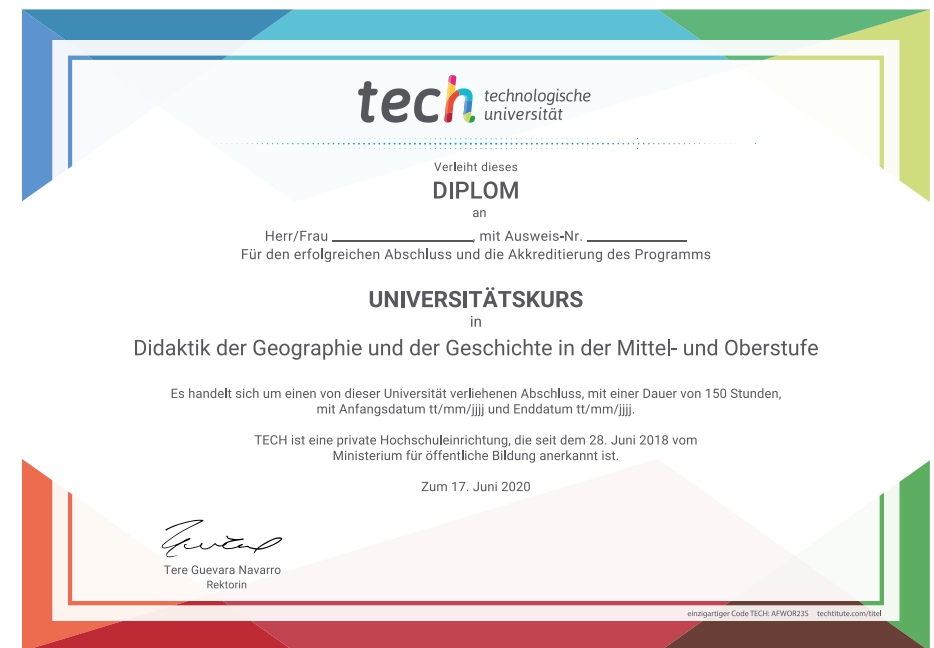 tech technologische
universität
Verleiht dieses
DIPLOM
an
Herr/Frau ____________________, mit Ausweis-Nr. ______________
Für den erfolgreichen Abschluss und die Akkreditierung des Programms
UNIVERSITÄTSKURS
in
Didaktik der Geographie und der Geschichte in der Mittel- und Oberstufe
Es handelt sich um einen von dieser Universität verliehenen Abschluss, mit einer Dauer von 150 Stunden,
mit Anfangsdatum tt/mm/jjjj und Enddatum tt/mm/jjjj.
TECH ist eine private Hochschuleinrichtung, die seit dem 28. Juni 2018 vom
Ministerium für öffentliche Bildung anerkannt ist.
Zum 17. Juni 2020
Tere Guevara Navarro
Rektorin
einzigartiger Code TECH: AFWOR23S techtitute.com/titel